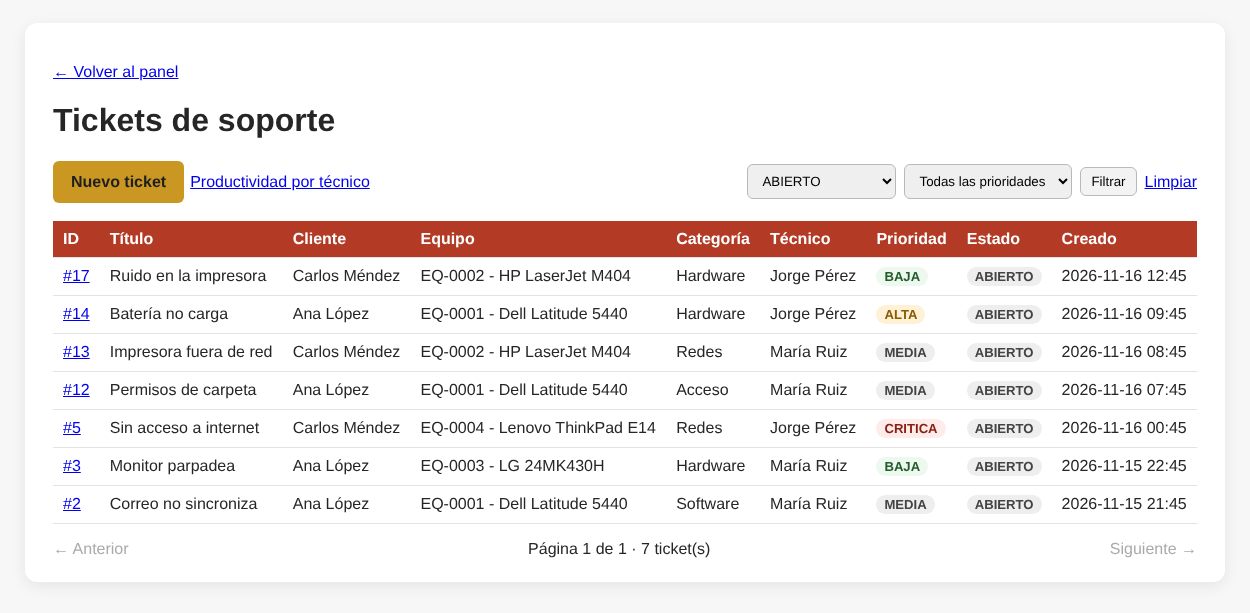 ← Volver al panel
Tickets de soporte
Nuevo ticket Productividad por técnico ABIERTO Todas las prioridades Filtrar Limpiar
ID Título Cliente Equipo Categoría Técnico Prioridad Estado Creado
#17 Ruido en la impresora Carlos Méndez EQ-0002 - HP LaserJet M404 Hardware Jorge Pérez BAJA ABIERTO 2026-11-16 12:45
#14 Batería no carga Ana López EQ-0001 - Dell Latitude 5440 Hardware Jorge Pérez ALTA ABIERTO 2026-11-16 09:45
#13 Impresora fuera de red Carlos Méndez EQ-0002 - HP LaserJet M404 Redes María Ruiz MEDIA ABIERTO 2026-11-16 08:45
#12 Permisos de carpeta Ana López EQ-0001 - Dell Latitude 5440 Acceso María Ruiz MEDIA ABIERTO 2026-11-16 07:45
#5 Sin acceso a internet Carlos Méndez EQ-0004 - Lenovo ThinkPad E14 Redes Jorge Pérez CRITICA ABIERTO 2026-11-16 00:45
#3 Monitor parpadea Ana López EQ-0003 - LG 24MK430H Hardware María Ruiz BAJA ABIERTO 2026-11-15 22:45
#2 Correo no sincroniza Ana López EQ-0001 - Dell Latitude 5440 Software María Ruiz MEDIA ABIERTO 2026-11-15 21:45
← Anterior Página 1 de 1 · 7 ticket(s) Siguiente →